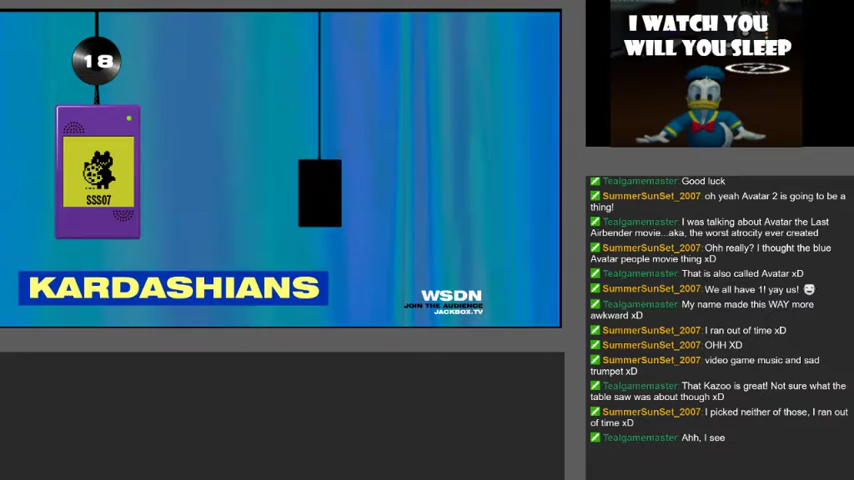 18
SSS07
KARDASHIANS
WSDN
JOIN THE AUDIENCE
JACKBOX.TV
I WATCH YOU
WILL YOU SLEEP
Tealgamemaster: Good luck
SummerSunSet_2007: oh yeah Avatar 2 is going to be a
thing!
Tealgamemaster: I was talking about Avatar the Last
Airbender movie...aka, the worst atrocity ever created
SummerSunSet_2007: Ohh really? I thought the blue
Avatar people movie thing xD
Tealgamemaster: That is also called Avatar xD
SummerSunSet_2007: We all have 1! yay us!
Tealgamemaster: My name made this WAY more
awkward xD
SummerSunSet_2007: I ran out of time xD
SummerSunSet_2007: OHH XD
SummerSunSet_2007: video game music and sad
trumpet xD
Tealgamemaster: That Kazoo is great! Not sure what the
table saw was about though xD
SummerSunSet_2007: I picked neither of those, I ran out
of time xD
Tealgamemaster: Ahh, I see